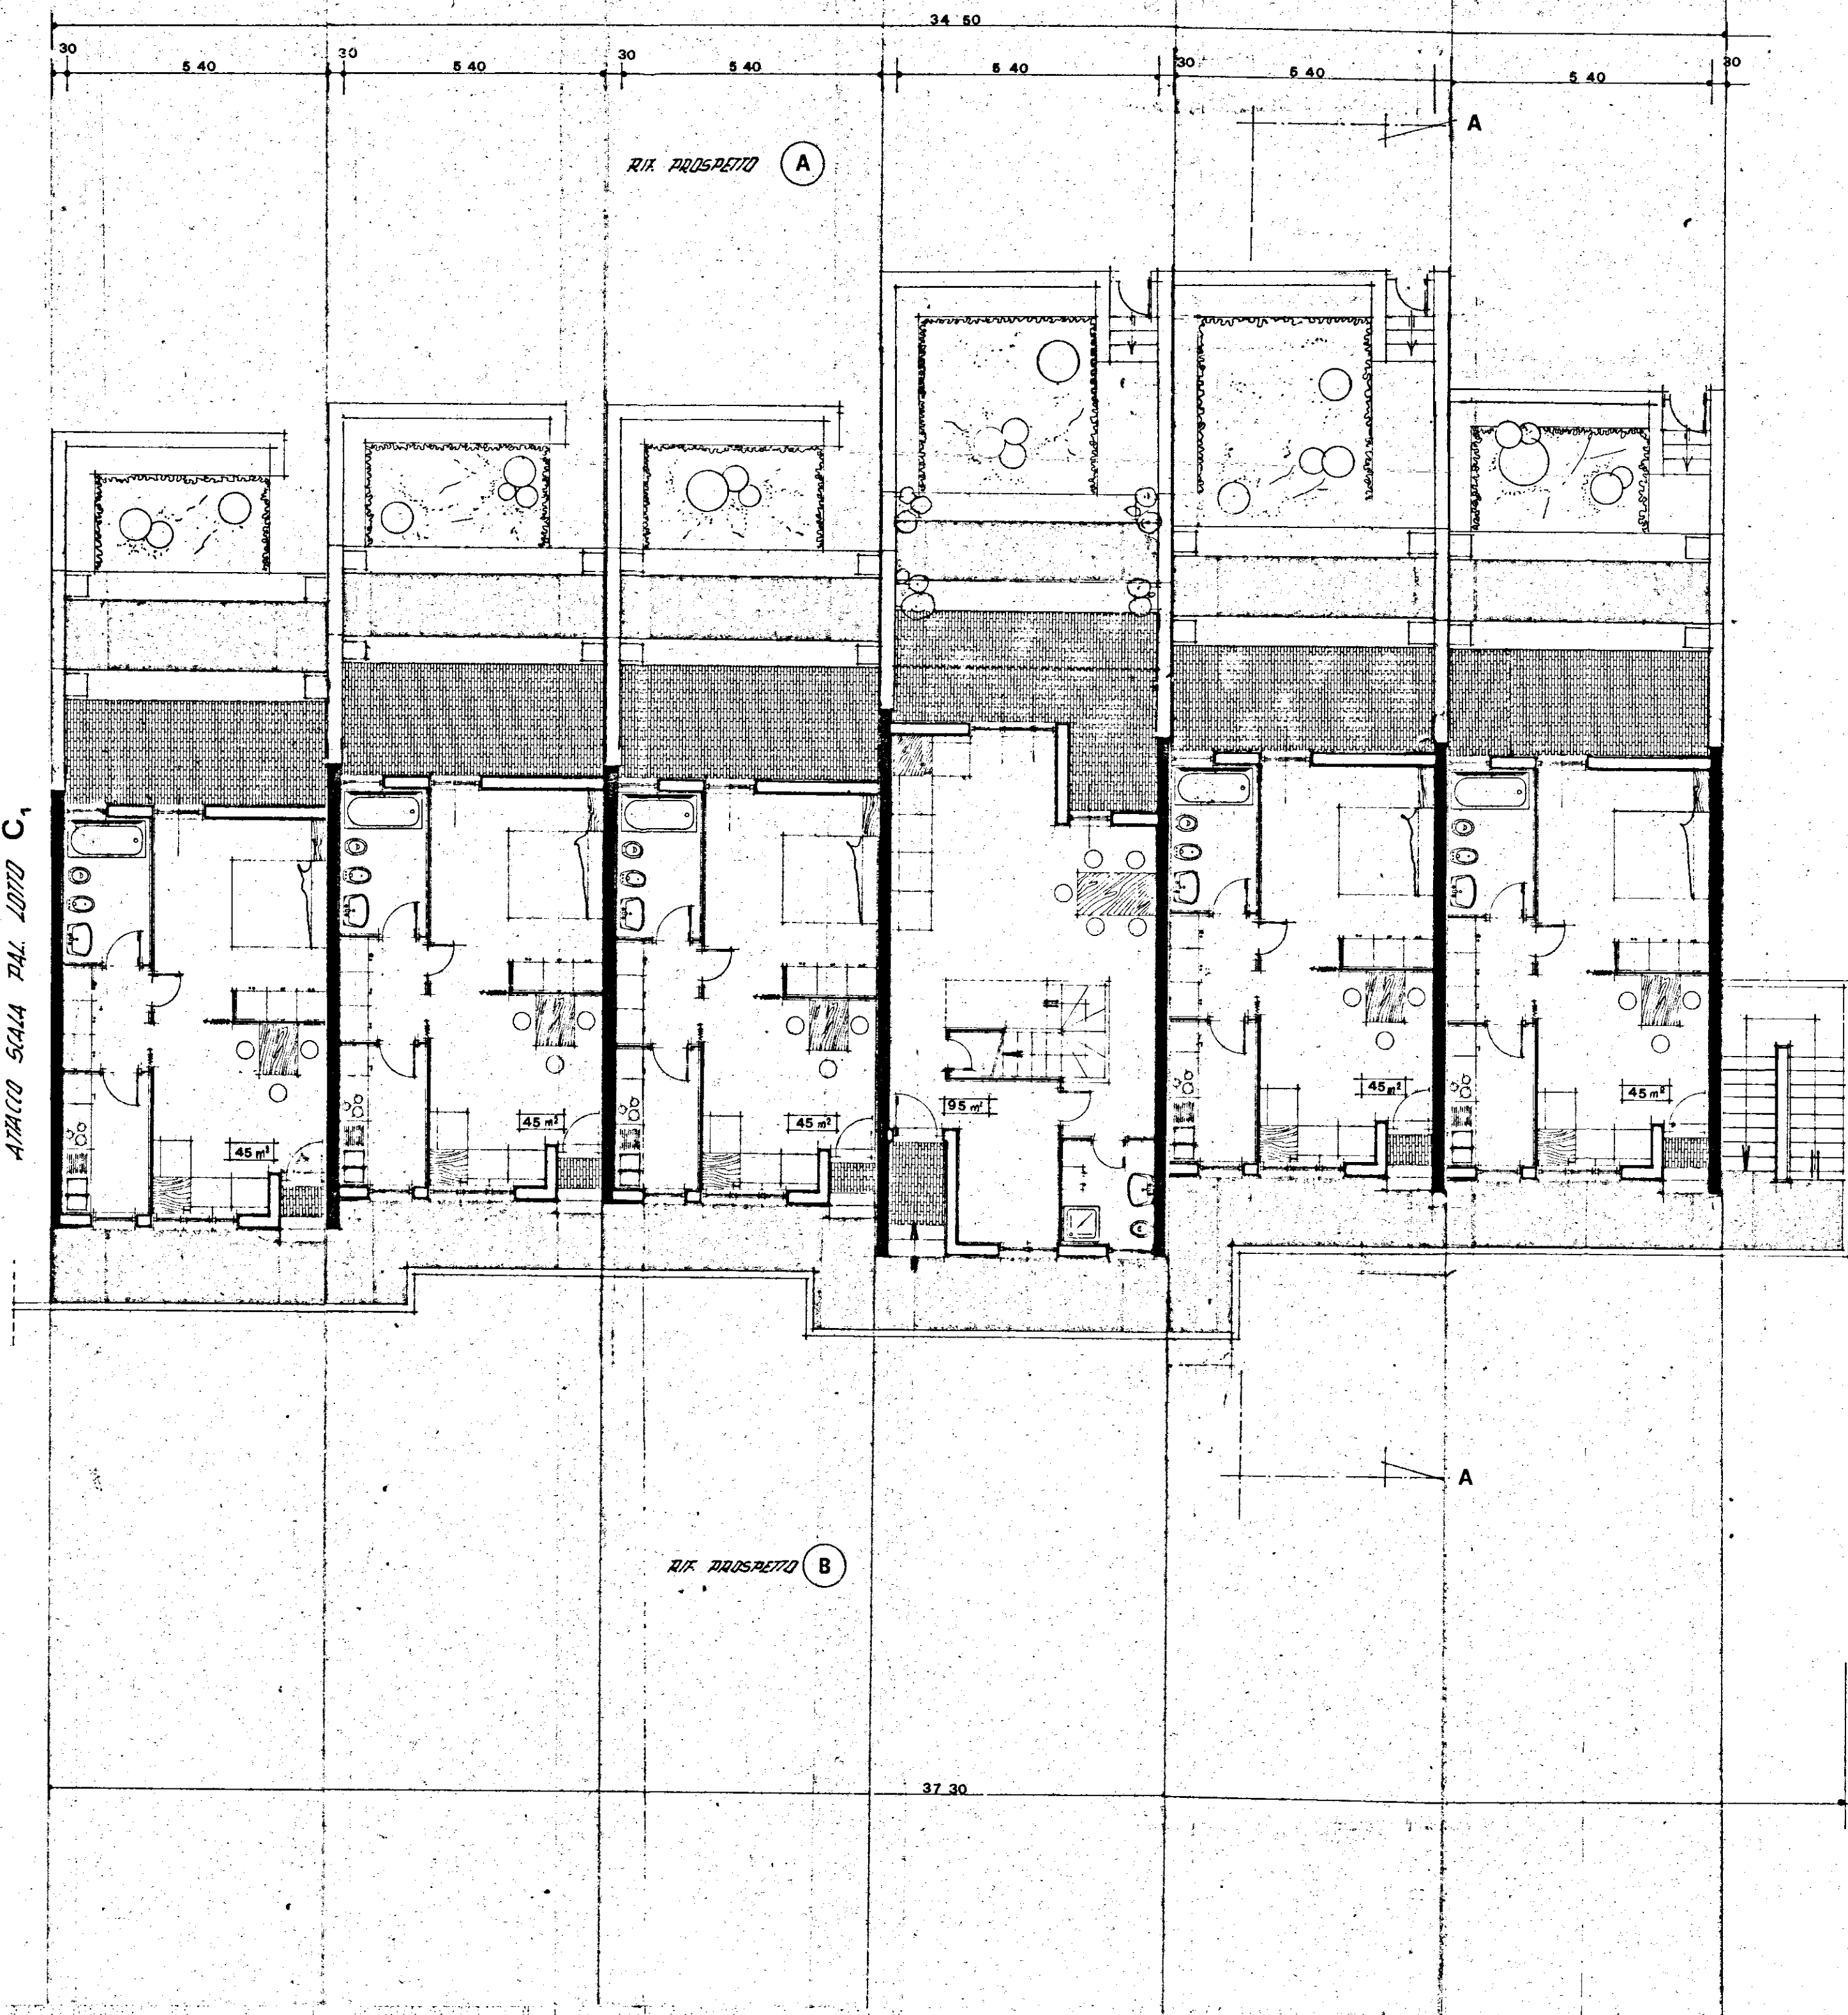 34 50
30 30 30 30 30
5 40 5 40 5 40 5 40 5 40 5 40
A
RIF. PROSPETTO A
ATTACCO SCALA PAL. LOTTO C1
45 m² 45 m² 45 m² 95 m² 45 m² 45 m²
A
RIF. PROSPETTO B
37 30